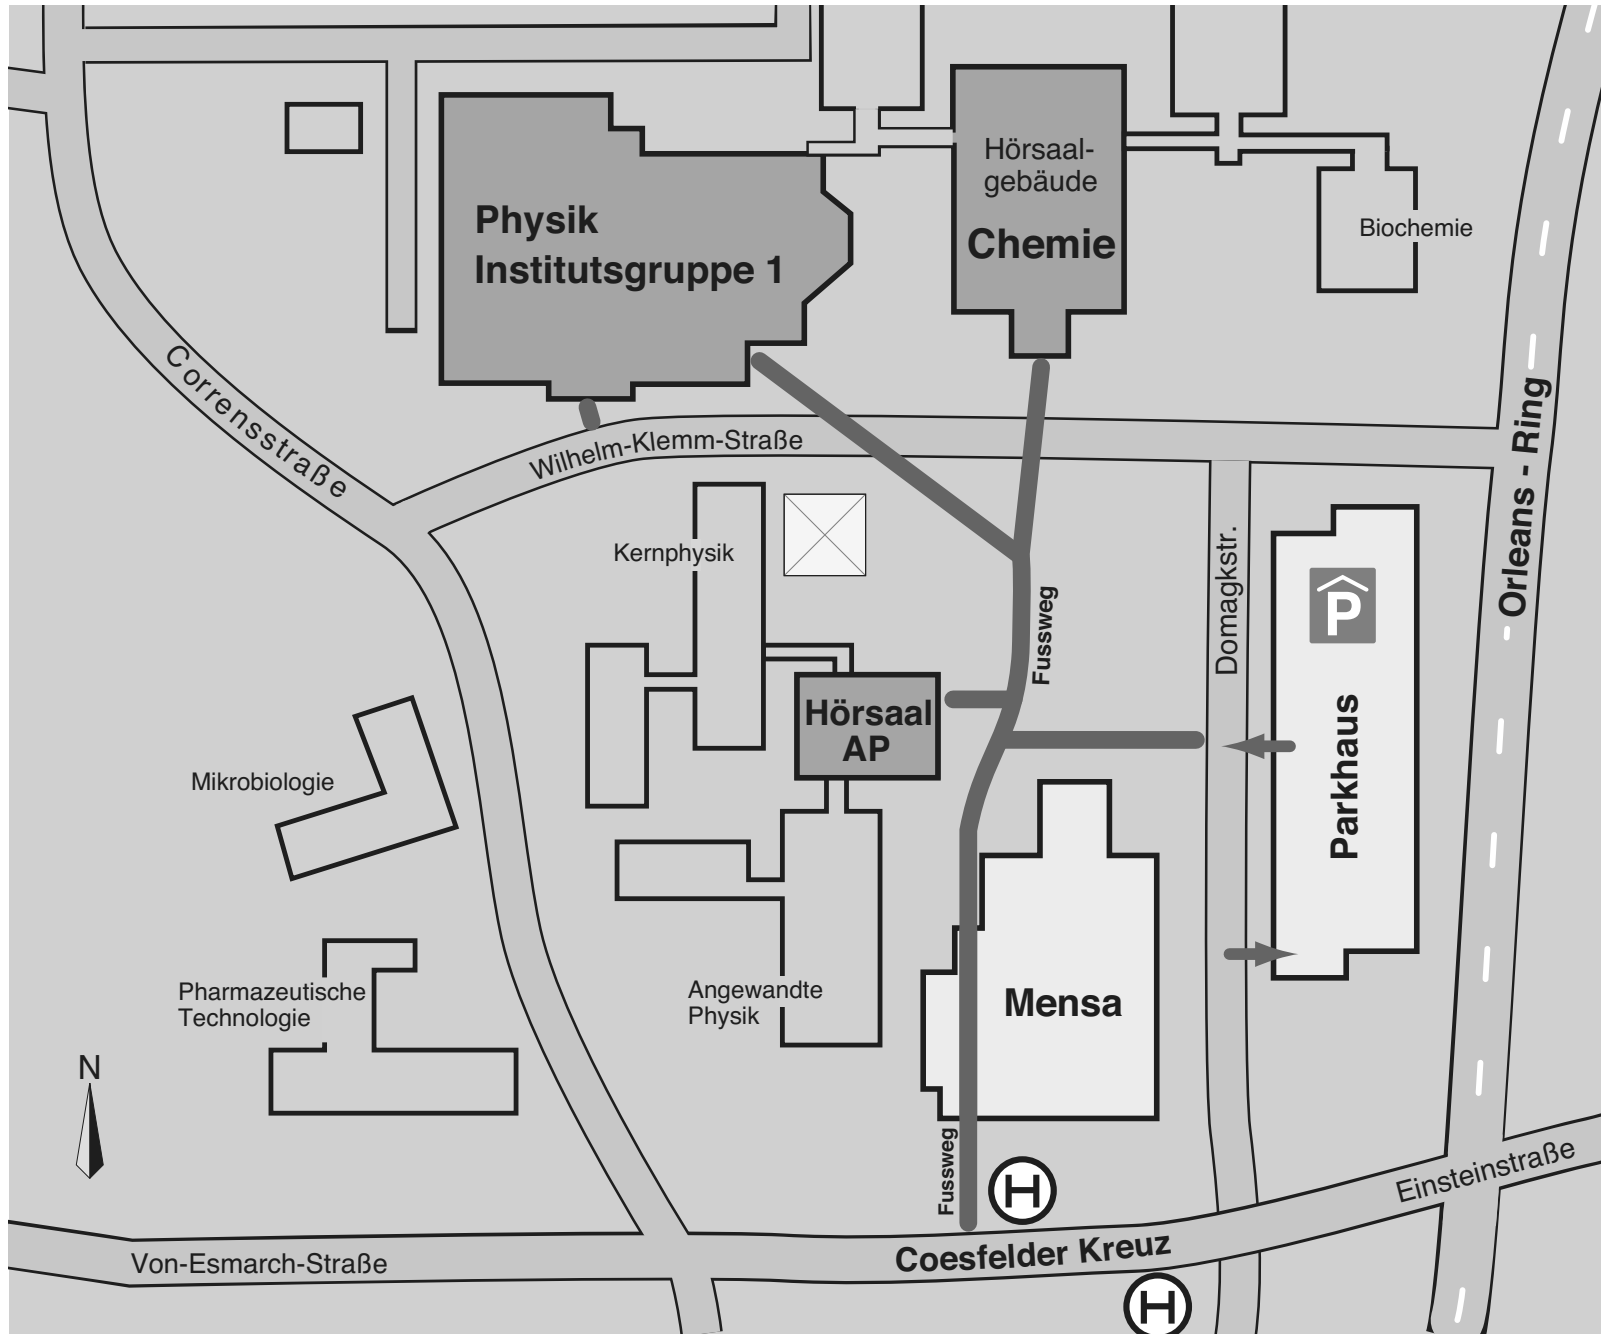 Hörsaal-
gebäude
Chemie
Physik
Institutsgruppe 1
Biochemie
Corrensstraße
Wilhelm-Klemm-Straße
Orleans - Ring
Kernphysik
Domagkstr.
P
Fussweg
Hörsaal
AP
Parkhaus
Mikrobiologie
Pharmazeutische
Technologie
Angewandte
Physik
Mensa
N
Fussweg
H
Einsteinstraße
Von-Esmarch-Straße
Coesfelder Kreuz
H